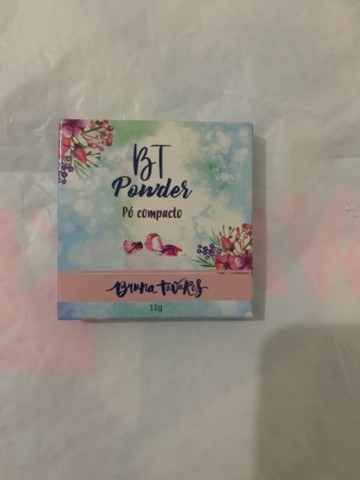 BT
Powder
Pó compacto
Bruna tavares
11g